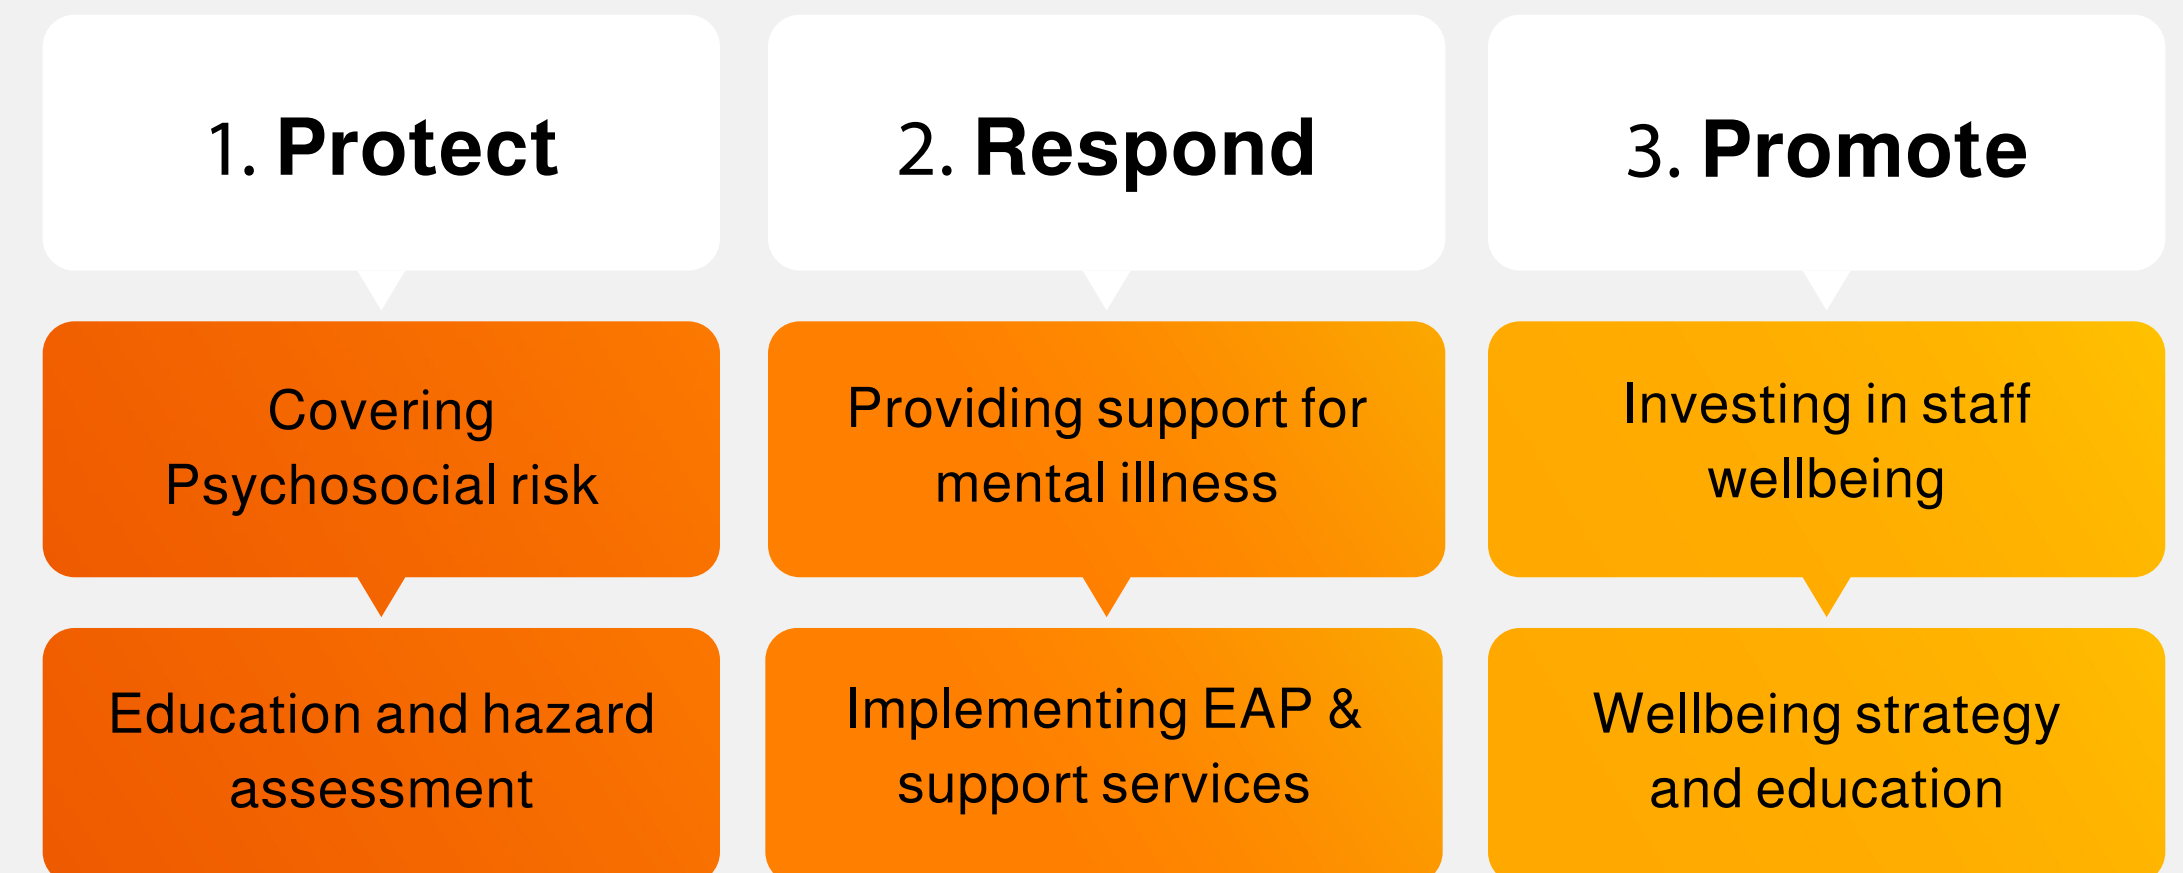 1. Protect
Covering
Psychosocial risk
Education and hazard
assessment
2. Respond
Providing support for
mental illness
Implementing EAP &
support services
3. Promote
Investing in staff
wellbeing
Wellbeing strategy
and education